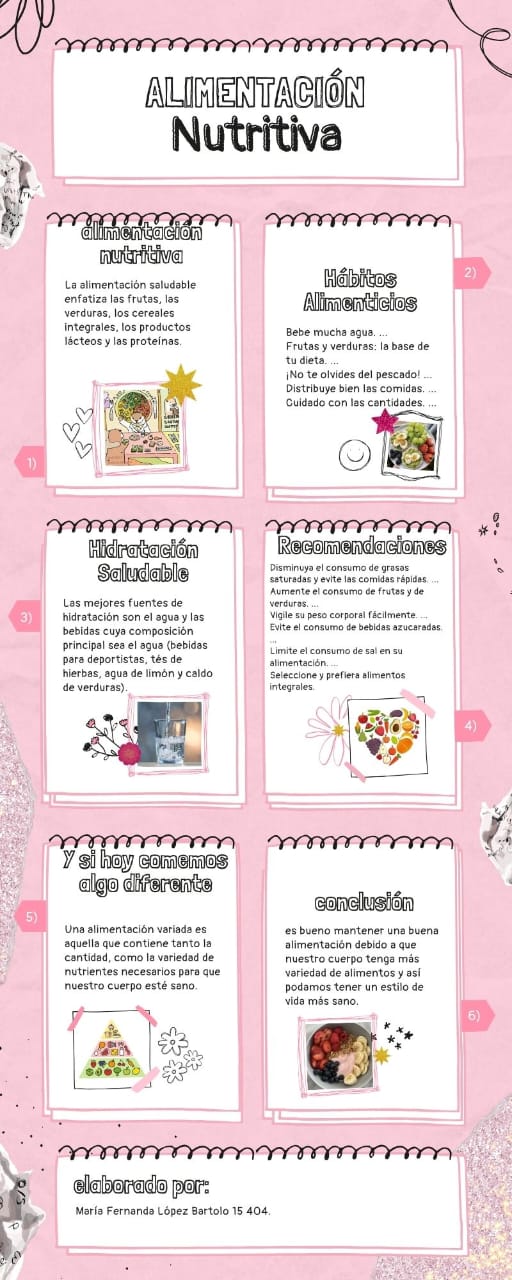 ALIMENTACIÓN
Nutritiva
alimentación
nutritiva
La alimentación saludable
enfatiza las frutas, las
verduras, los cereales
integrales, los productos
lácteos y las proteínas.
1)
2)
Hábitos
Alimenticios
Bebe mucha agua. ...
Frutas y verduras: la base de
tu dieta. ...
¡No te olvides del pescado! ...
Distribuye bien las comidas. ...
Cuidado con las cantidades. ...
Hidratación
Saludable
3)
Las mejores fuentes de
hidratación son el agua y las
bebidas cuya composición
principal sea el agua (bebidas
para deportistas, tés de
hierbas, agua de limón y caldo
de verduras).
Recomendaciones
Disminuya el consumo de grasas
saturadas y evite las comidas rápidas. ...
Aumente el consumo de frutas y de
verduras. ...
Vigile su peso corporal fácilmente. ...
Evite el consumo de bebidas azucaradas.
...
Limite el consumo de sal en su
alimentación. ...
Seleccione y prefiera alimentos
integrales.
4)
Y si hoy comemos
algo diferente
5)
Una alimentación variada es
aquella que contiene tanto la
cantidad, como la variedad de
nutrientes necesarios para que
nuestro cuerpo esté sano.
conclusión
es bueno mantener una buena
alimentación debido a que
nuestro cuerpo tenga más
variedad de alimentos y así
podamos tener un estilo de
vida más sano.
6)
elaborado por:
María Fernanda López Bartolo 15 404.